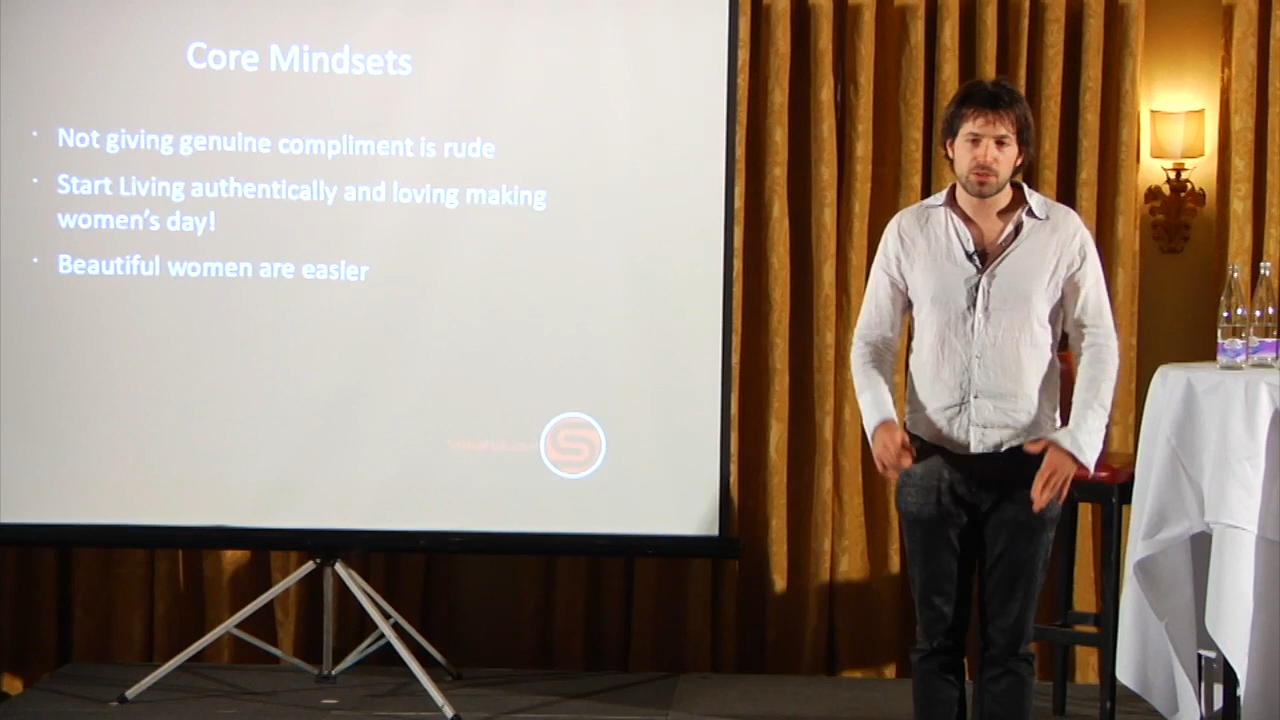 Core Mindsets
· Not giving genuine compliment is rude
· Start Living authentically and loving making
women's day!
· Beautiful women are easier
S